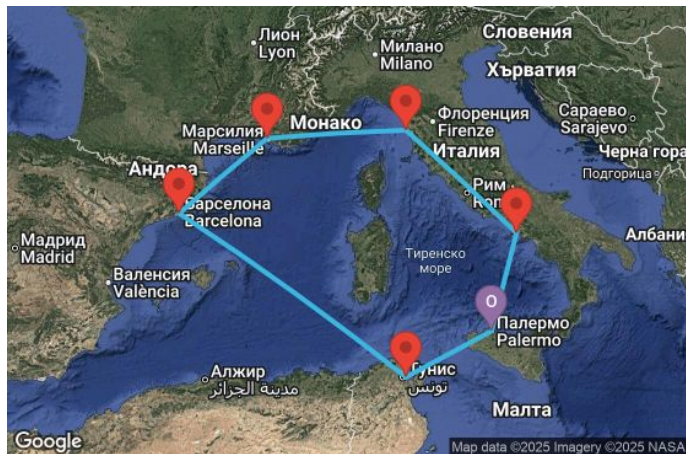 Словения
Лион
Lyon
Милано
Milano
Хърватия
Монако
Флоренция
Firenze
Сараево
Sarajevo
Марсилия
Marseille
Италия
Черна гора
Андора
Подгорица
Рим
Барселона
Barcelona
Мадрид
Madrid
Албани
Тиренско
море
Валенсия
València
O
Палермо
Palermo
Тунис
تونس
Алжир
مدينة الجزائر
Малта
Google
Map data ©2025 Imagery ©2025 NASA